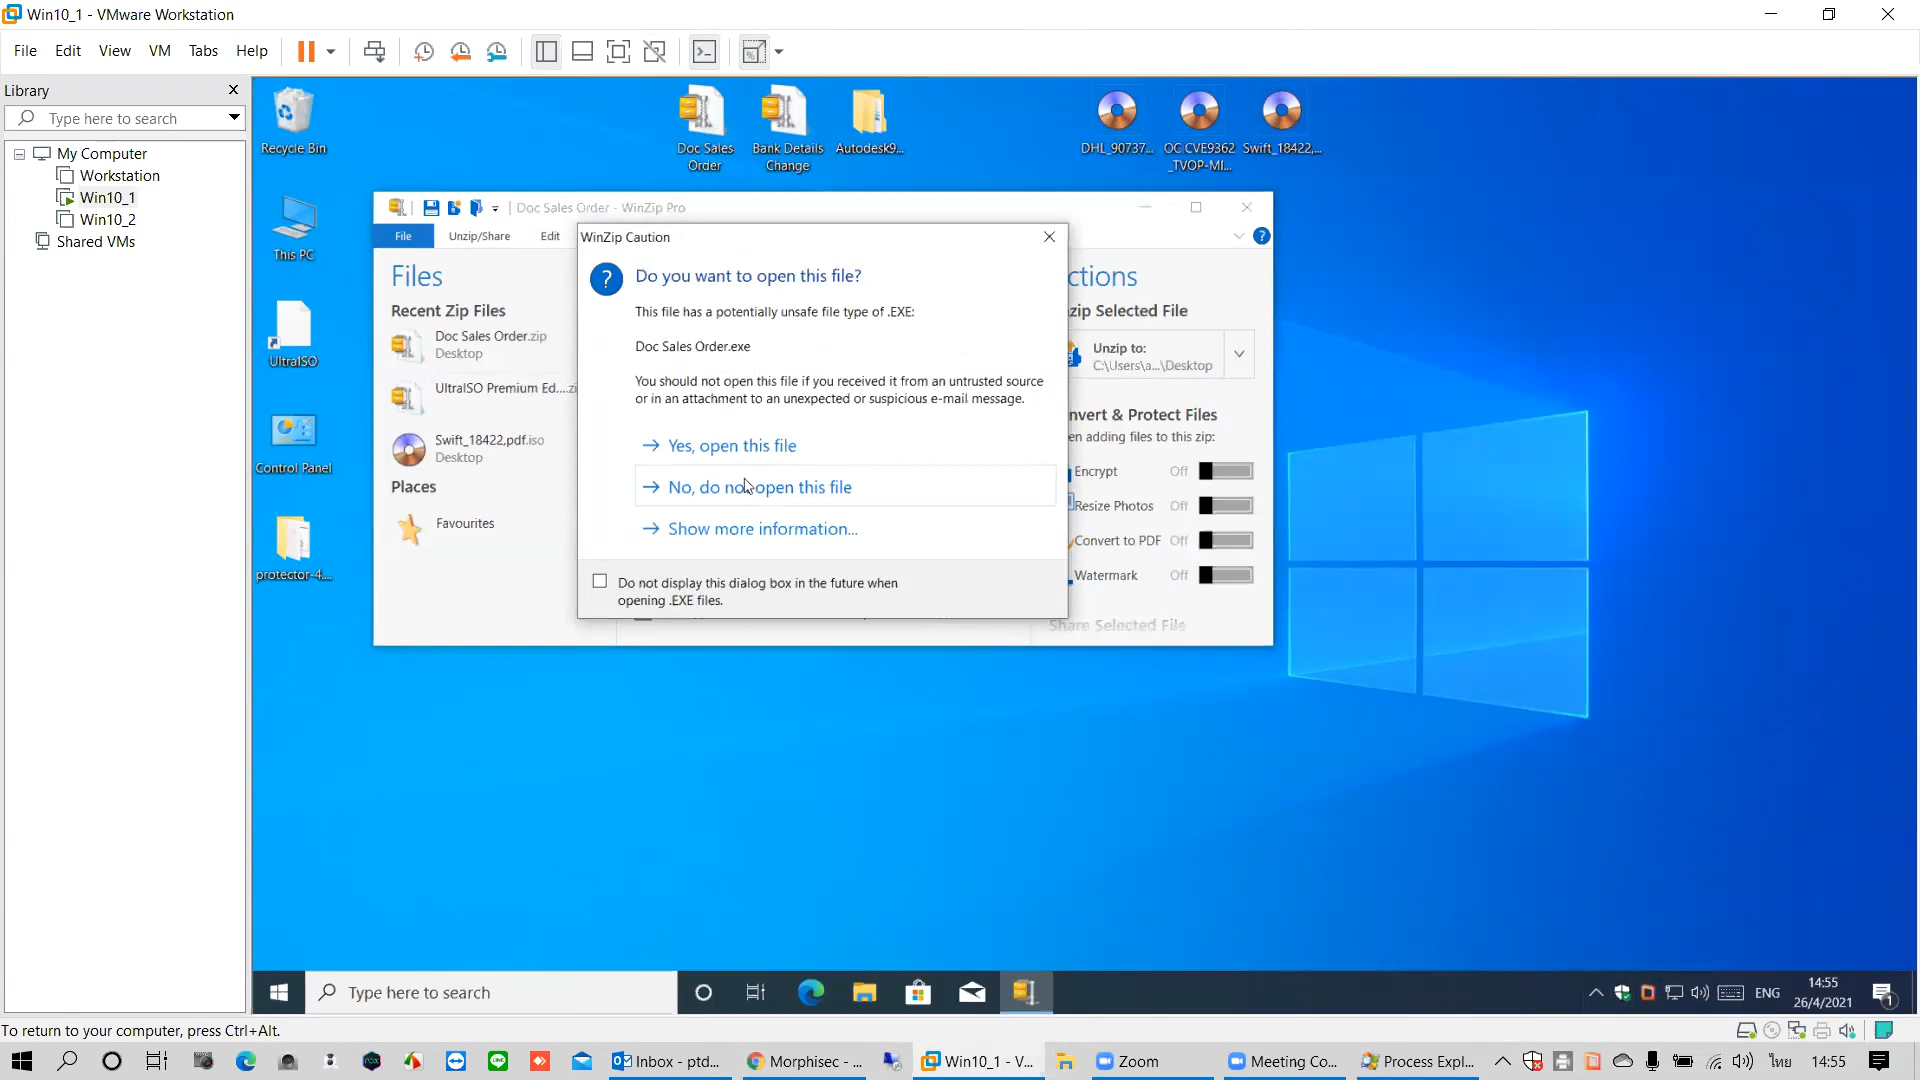 Win10_1 - VMware Workstation
File Edit View VM Tabs Help
Library
Type here to search
My Computer
Workstation
Win10_1
Win10_2
Shared VMs
Recycle Bin
This PC
UltraISO
Control Panel
protector-4....
Doc Sales
Order
Bank Details
Change
Autodesk9...
DHL_90737...
OC CVE9362
_TVOP-MI...
Swift_18422,...
Doc Sales Order - WinZip Pro
File Unzip/Share Edit
Files
Recent Zip Files
Doc Sales Order.zip
Desktop
UltraISO Premium Ed....zi
Swift_18422,pdf.iso
Desktop
Places
Favourites
WinZip Caution
Do you want to open this file?
This file has a potentially unsafe file type of .EXE:
Doc Sales Order.exe
You should not open this file if you received it from an untrusted source
or in an attachment to an unexpected or suspicious e-mail message.
Yes, open this file
No, do not open this file
Show more information...
Do not display this dialog box in the future when
opening .EXE files.
ctions
zip Selected File
Unzip to:
C:\Users\a...\Desktop
nvert & Protect Files
en adding files to this zip:
Encrypt Off
Resize Photos Off
Convert to PDF Off
Watermark Off
Share Selected File
Type here to search
ENG
14:55
26/4/2021
1
To return to your computer, press Ctrl+Alt.
Inbox - ptd...
Morphisec - ...
Win10_1 - V...
Zoom
Meeting Co...
Process Expl...
ไทย
14:55